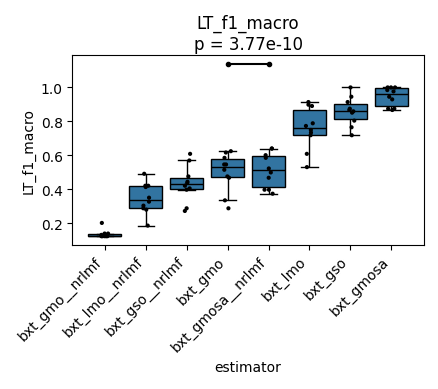 LT_f1_macro
p = 3.77e-10
LT_f1_macro
1.0
0.8
0.6
0.4
0.2
bxt_gmo__nrlmf
bxt_lmo__nrlmf
bxt_gso__nrlmf
bxt_gmo
bxt_gmosa__nrlmf
bxt_lmo
bxt_gso
bxt_gmosa
estimator